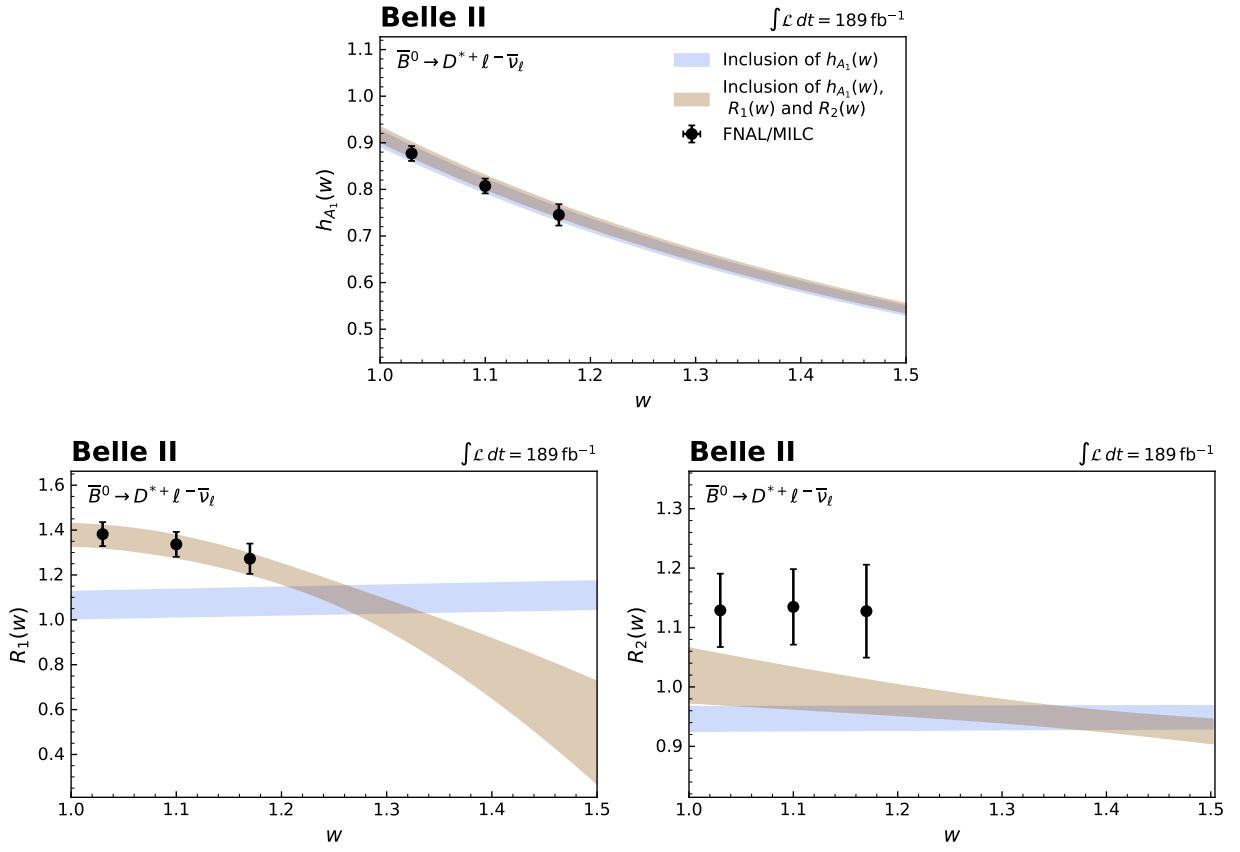 Belle II
∫ℒ dt = 189 fb⁻¹
B̅⁰ → D*⁺ ℓ⁻ ν̅ℓ
Inclusion of h_A₁(w)
Inclusion of h_A₁(w),
R₁(w) and R₂(w)
FNAL/MILC
1.1
1.0
0.9
0.8
0.7
0.6
0.5
h_A₁(w)
1.0 1.1 1.2 1.3 1.4 1.5
w
Belle II
∫ℒ dt = 189 fb⁻¹
B̅⁰ → D*⁺ ℓ⁻ ν̅ℓ
1.6
1.4
1.2
1.0
0.8
0.6
0.4
R₁(w)
1.0 1.1 1.2 1.3 1.4 1.5
w
Belle II
∫ℒ dt = 189 fb⁻¹
B̅⁰ → D*⁺ ℓ⁻ ν̅ℓ
1.3
1.2
1.1
1.0
0.9
R₂(w)
1.0 1.1 1.2 1.3 1.4 1.5
w